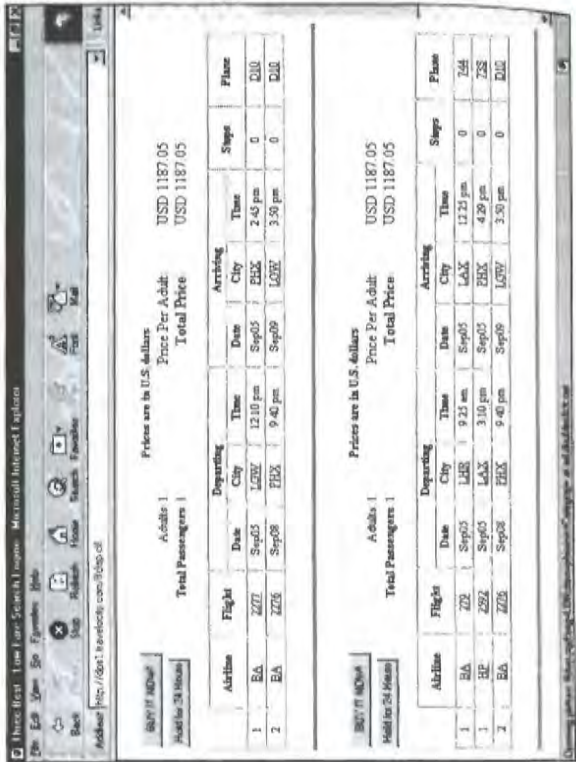 Three Best Low Fare Search Engine Microsoft Internet Explorer
File Edit View Go Favorites Help
Back Stop Refresh Home Search Favorites Font Mail
Address http://dps1.travelocity.com Links
Prices are in U.S. dollars
BUY IT NOW! Adults 1 Price Per Adult USD 1187.05
Hold for 24 Hours Total Passengers 1 Total Price USD 1187.05
Departing Arriving
Airline Flight Date City Time Date City Time Stops Plane
1 BA 2277 Sep05 LGW 12:10 pm Sep05 PHX 2:45 pm 0 D10
2 BA 2276 Sep08 PHX 9:40 pm Sep09 LGW 3:50 pm 0 D10
Prices are in U.S. dollars
BUY IT NOW! Adults 1 Price Per Adult USD 1187.05
Hold for 24 Hours Total Passengers 1 Total Price USD 1187.05
Departing Arriving
Airline Flight Date City Time Date City Time Stops Plane
1 BA 279 Sep05 LHR 9:25 am Sep05 LAX 12:25 pm 0 744
1 HP 2592 Sep05 LAX 3:10 pm Sep05 PHX 4:29 pm 0 73S
2 BA 2276 Sep08 PHX 9:40 pm Sep09 LGW 3:50 pm 0 D10